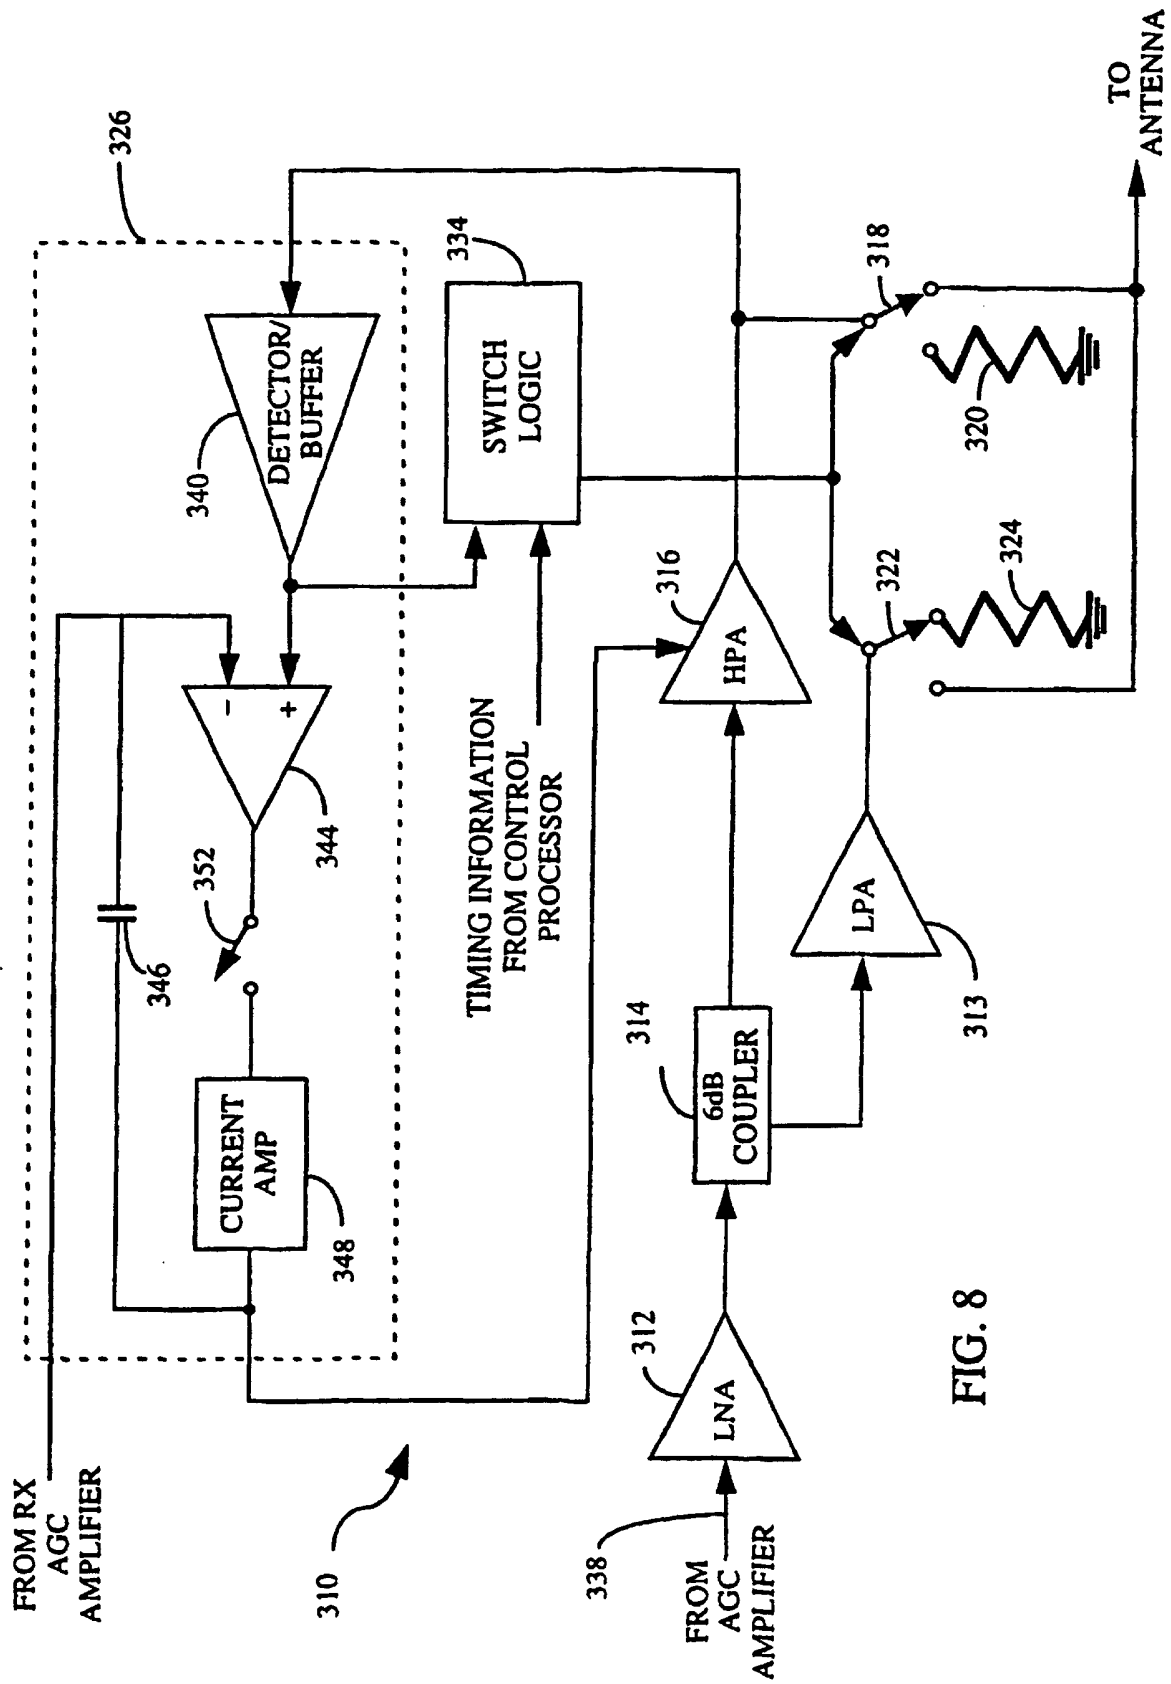 FROM RX
AGC
AMPLIFIER
326
340
DETECTOR/
BUFFER
334
SWITCH
LOGIC
-
+
344
352
346
CURRENT
AMP
348
TIMING INFORMATION
FROM CONTROL
PROCESSOR
310
338
FROM
AGC
AMPLIFIER
312
LNA
314
6dB
COUPLER
316
HPA
LPA
313
318
320
322
324
TO
ANTENNA
FIG. 8